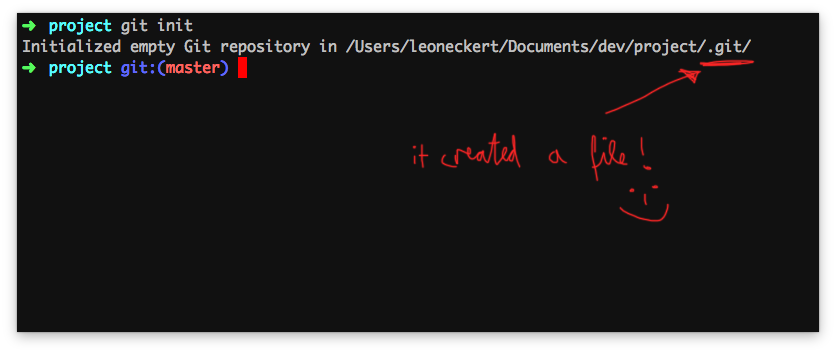 ➜ project git init
Initialized empty Git repository in /Users/leoneckert/Documents/dev/project/.git/
➜ project git:(master)
it created a file!